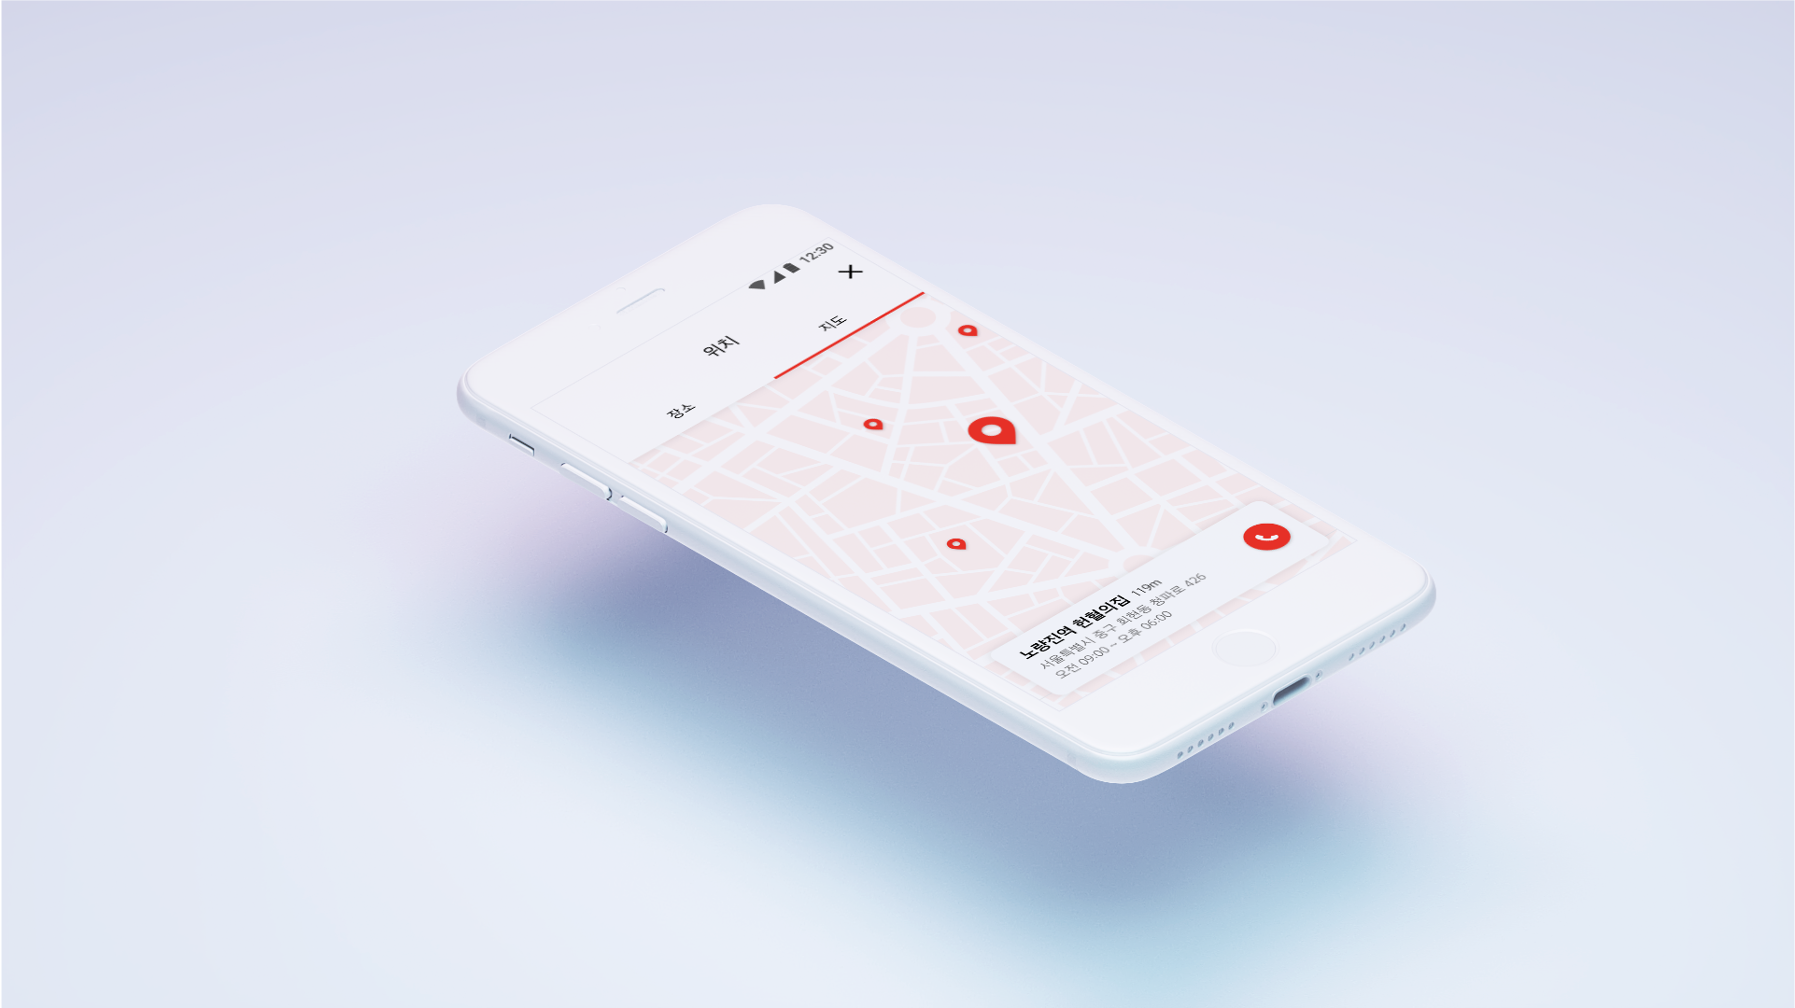 12:30
위치
장소
지도
노량진역 헌혈의집 119m
서울특별시 중구 회현동 청파로 426
오전 09:00 ~ 오후 06:00